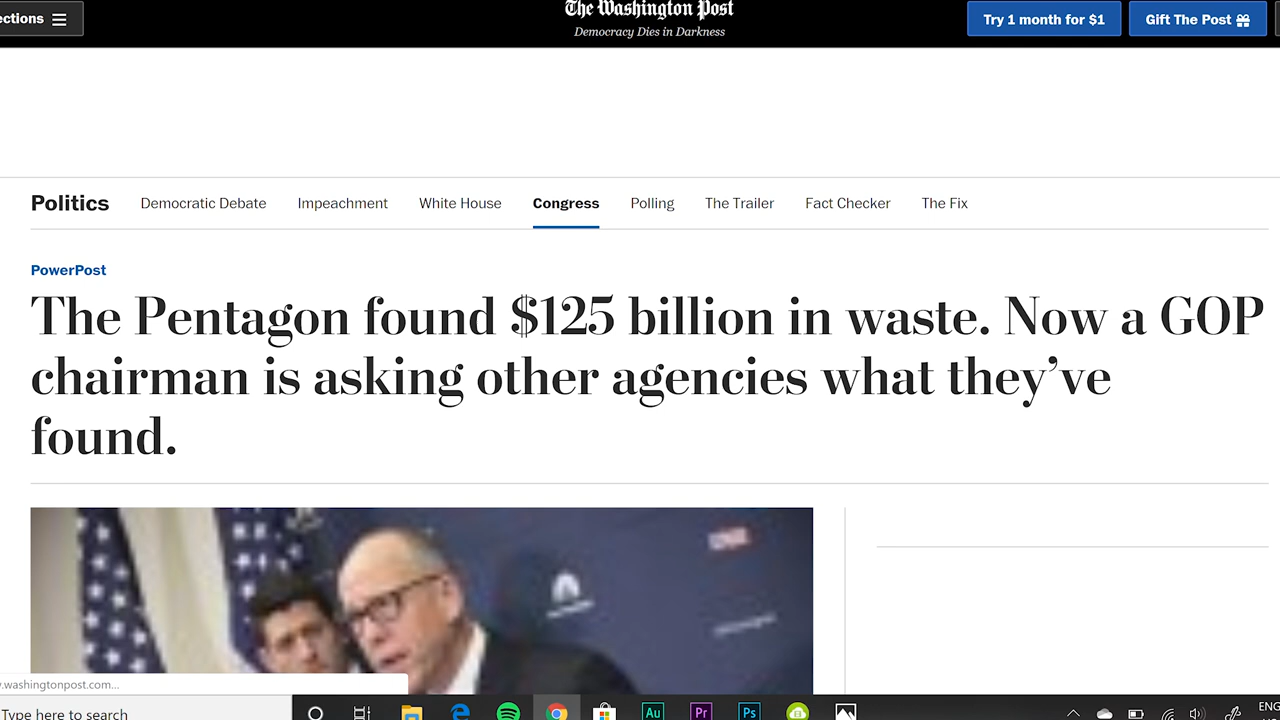 ections
The Washington Post
Democracy Dies in Darkness
Try 1 month for $1
Gift The Post
Politics
Democratic Debate
Impeachment
White House
Congress
Polling
The Trailer
Fact Checker
The Fix
PowerPost
The Pentagon found $125 billion in waste. Now a GOP
chairman is asking other agencies what they’ve
found.
.washingtonpost.com...
Type here to search
Au
Pr
Ps
ENG